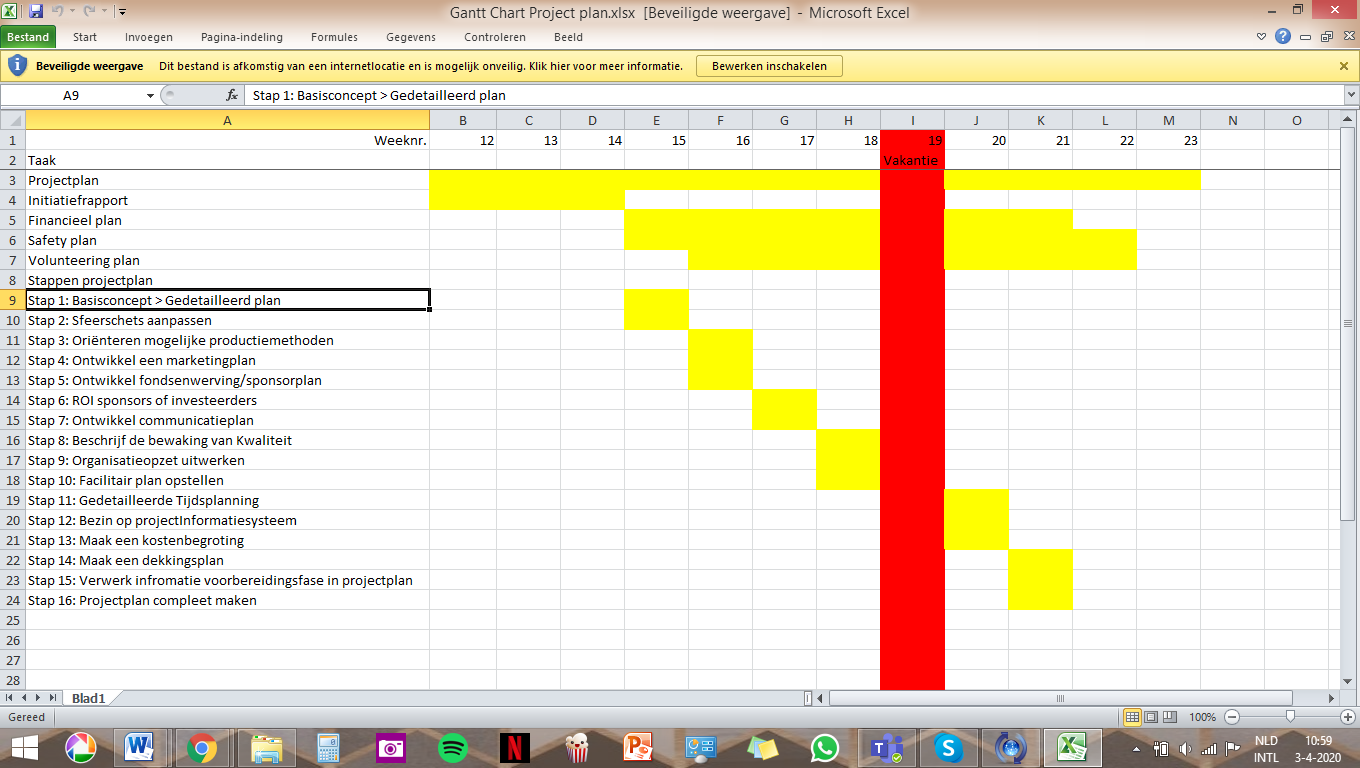 Gantt Chart Project plan.xlsx [Beveiligde weergave] - Microsoft Excel
Bestand Start Invoegen Pagina-indeling Formules Gegevens Controleren Beeld
Beveiligde weergave Dit bestand is afkomstig van een internetlocatie en is mogelijk onveilig. Klik hier voor meer informatie. Bewerken inschakelen
A9 fx Stap 1: Basisconcept > Gedetailleerd plan
A B C D E F G H I J K L M N O
1 Weeknr. 12 13 14 15 16 17 18 19 20 21 22 23
2 Taak Vakantie
3 Projectplan
4 Initiatiefrapport
5 Financieel plan
6 Safety plan
7 Volunteering plan
8 Stappen projectplan
9 Stap 1: Basisconcept > Gedetailleerd plan
10 Stap 2: Sfeerschets aanpassen
11 Stap 3: Oriënteren mogelijke productiemethoden
12 Stap 4: Ontwikkel een marketingplan
13 Stap 5: Ontwikkel fondsenwerving/sponsorplan
14 Stap 6: ROI sponsors of investeerders
15 Stap 7: Ontwikkel communicatieplan
16 Stap 8: Beschrijf de bewaking van Kwaliteit
17 Stap 9: Organisatieopzet uitwerken
18 Stap 10: Facilitair plan opstellen
19 Stap 11: Gedetailleerde Tijdsplanning
20 Stap 12: Bezin op projectInformatiesysteem
21 Stap 13: Maak een kostenbegroting
22 Stap 14: Maak een dekkingsplan
23 Stap 15: Verwerk infromatie voorbereidingsfase in projectplan
24 Stap 16: Projectplan compleet maken
25
26
27
28
Blad1
Gereed 100%
NLD 10:59
INTL 3-4-2020